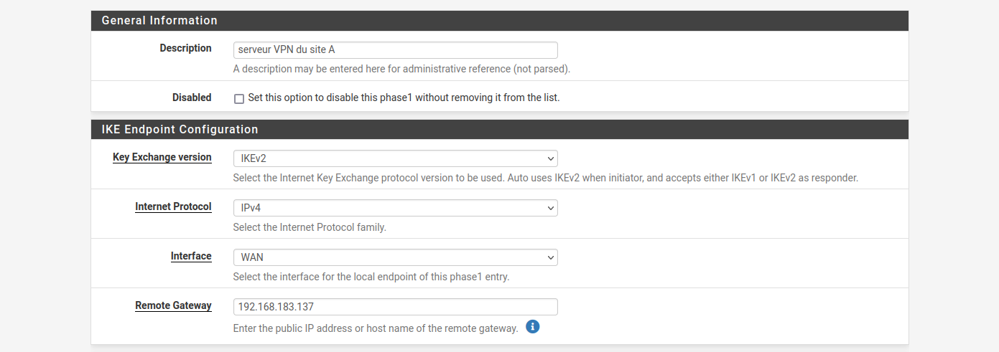 General Information
Description
serveur VPN du site A
A description may be entered here for administrative reference (not parsed).
Disabled
Set this option to disable this phase1 without removing it from the list.
IKE Endpoint Configuration
Key Exchange version
IKEv2
Select the Internet Key Exchange protocol version to be used. Auto uses IKEv2 when initiator, and accepts either IKEv1 or IKEv2 as responder.
Internet Protocol
IPv4
Select the Internet Protocol family.
Interface
WAN
Select the interface for the local endpoint of this phase1 entry.
Remote Gateway
192.168.183.137
Enter the public IP address or host name of the remote gateway.